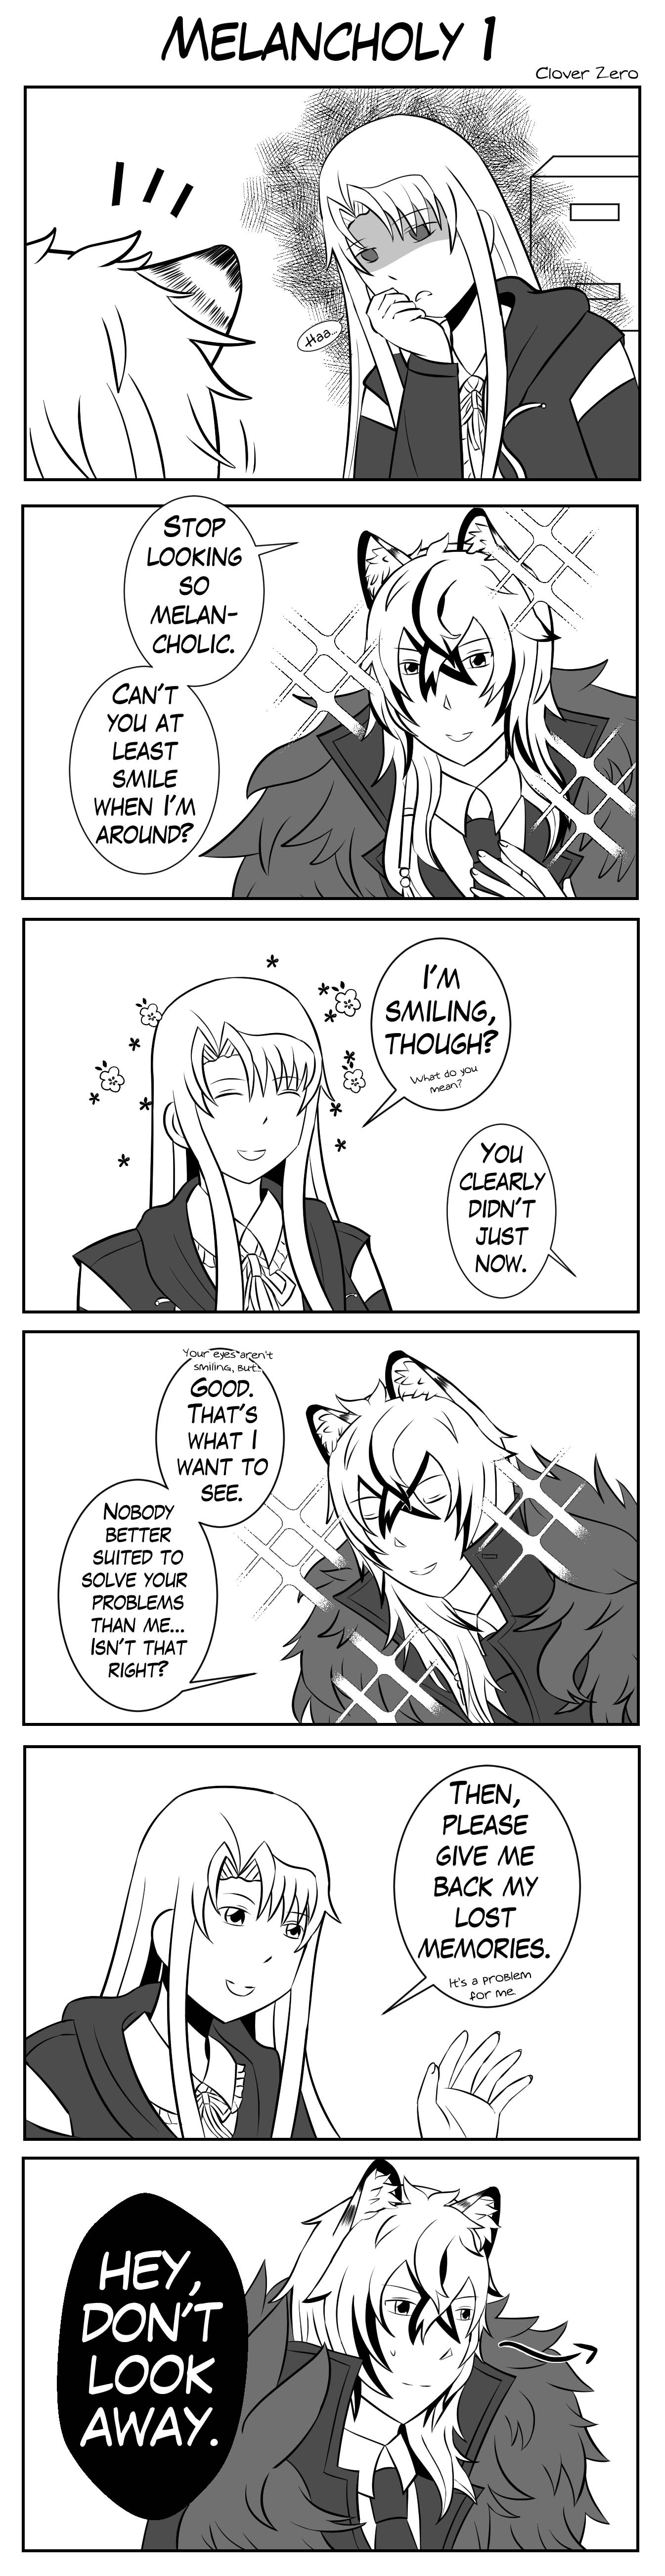 MELANCHOLY 1
Clover Zero
Haa..
STOP
LOOKING
SO
MELAN-
CHOLIC.
CAN'T
YOU AT
LEAST
SMILE
WHEN I'M
AROUND?
I'M
SMILING,
THOUGH?
What do you
mean?
YOU
CLEARLY
DIDN'T
JUST
NOW.
Your eyes aren't
smiling, but..
GOOD.
THAT'S
WHAT I
WANT TO
SEE.
NOBODY
BETTER
SUITED TO
SOLVE YOUR
PROBLEMS
THAN ME...
ISN'T THAT
RIGHT?
THEN,
PLEASE
GIVE ME
BACK MY
LOST
MEMORIES.
It's a problem
for me.
HEY,
DON'T
LOOK
AWAY.